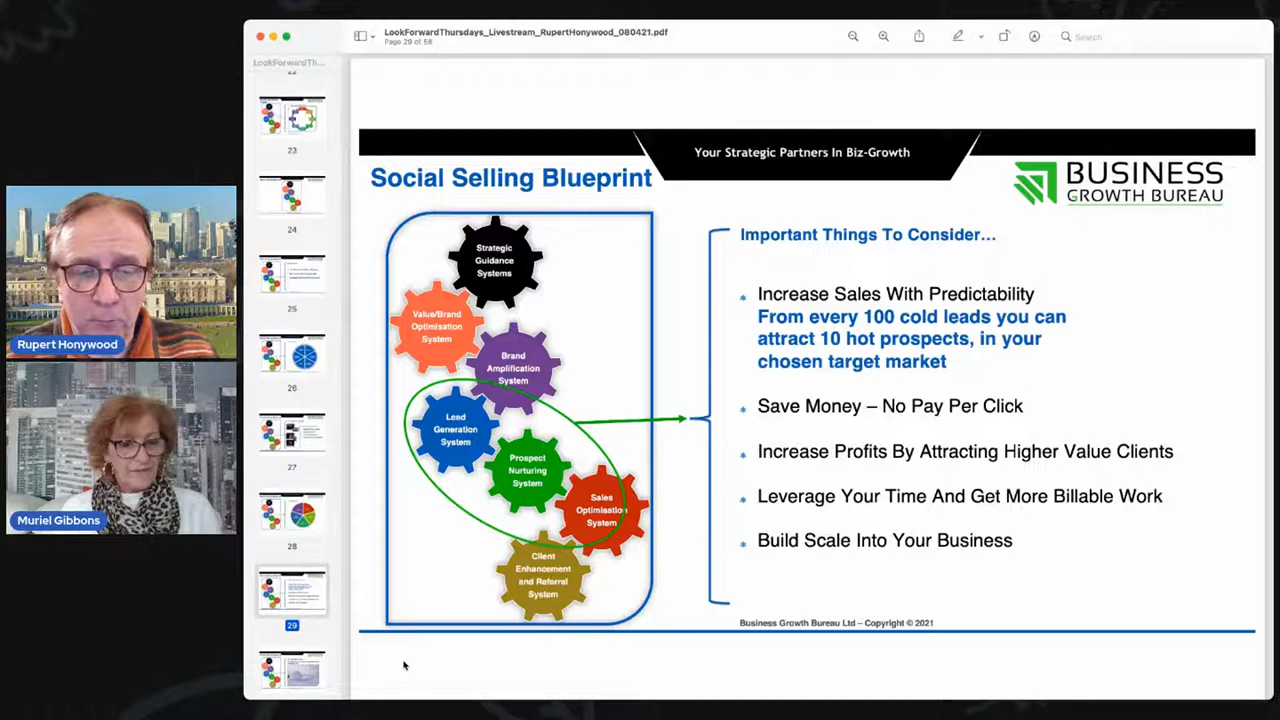 LookForwardThursdays_Livestream_RupertHonywood_080421.pdf
Page 29 of 58
Search
LookForwardTh...
22
23
24
25
26
27
28
29
Your Strategic Partners In Biz-Growth
Social Selling Blueprint
BUSINESS
GROWTH BUREAU
Strategic
Guidance
Systems
Value/Brand
Optimisation
System
Brand
Amplification
System
Lead
Generation
System
Prospect
Nurturing
System
Sales
Optimisation
System
Client
Enhancement
and Referral
System
Important Things To Consider…
* Increase Sales With Predictability
From every 100 cold leads you can
attract 10 hot prospects, in your
chosen target market
* Save Money – No Pay Per Click
* Increase Profits By Attracting Higher Value Clients
* Leverage Your Time And Get More Billable Work
* Build Scale Into Your Business
Business Growth Bureau Ltd – Copyright © 2021
Rupert Honywood
Muriel Gibbons